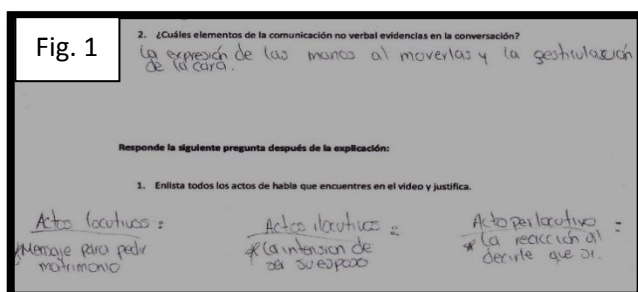 Fig. 1
2. ¿Cuáles elementos de la comunicación no verbal evidencias en la conversación?
La expresión de las manos al moverlas y la gesticulación
de la cara.
Responde la siguiente pregunta después de la explicación:
1. Enlista todos los actos de habla que encuentres en el video y justifica.
Actos locutivos :
*Mensaje para pedir
matrimonio
Actos ilocutivos :
*La intension de
ser su esposo
Acto perlocutivo :
*La reacción al
decirle que si.